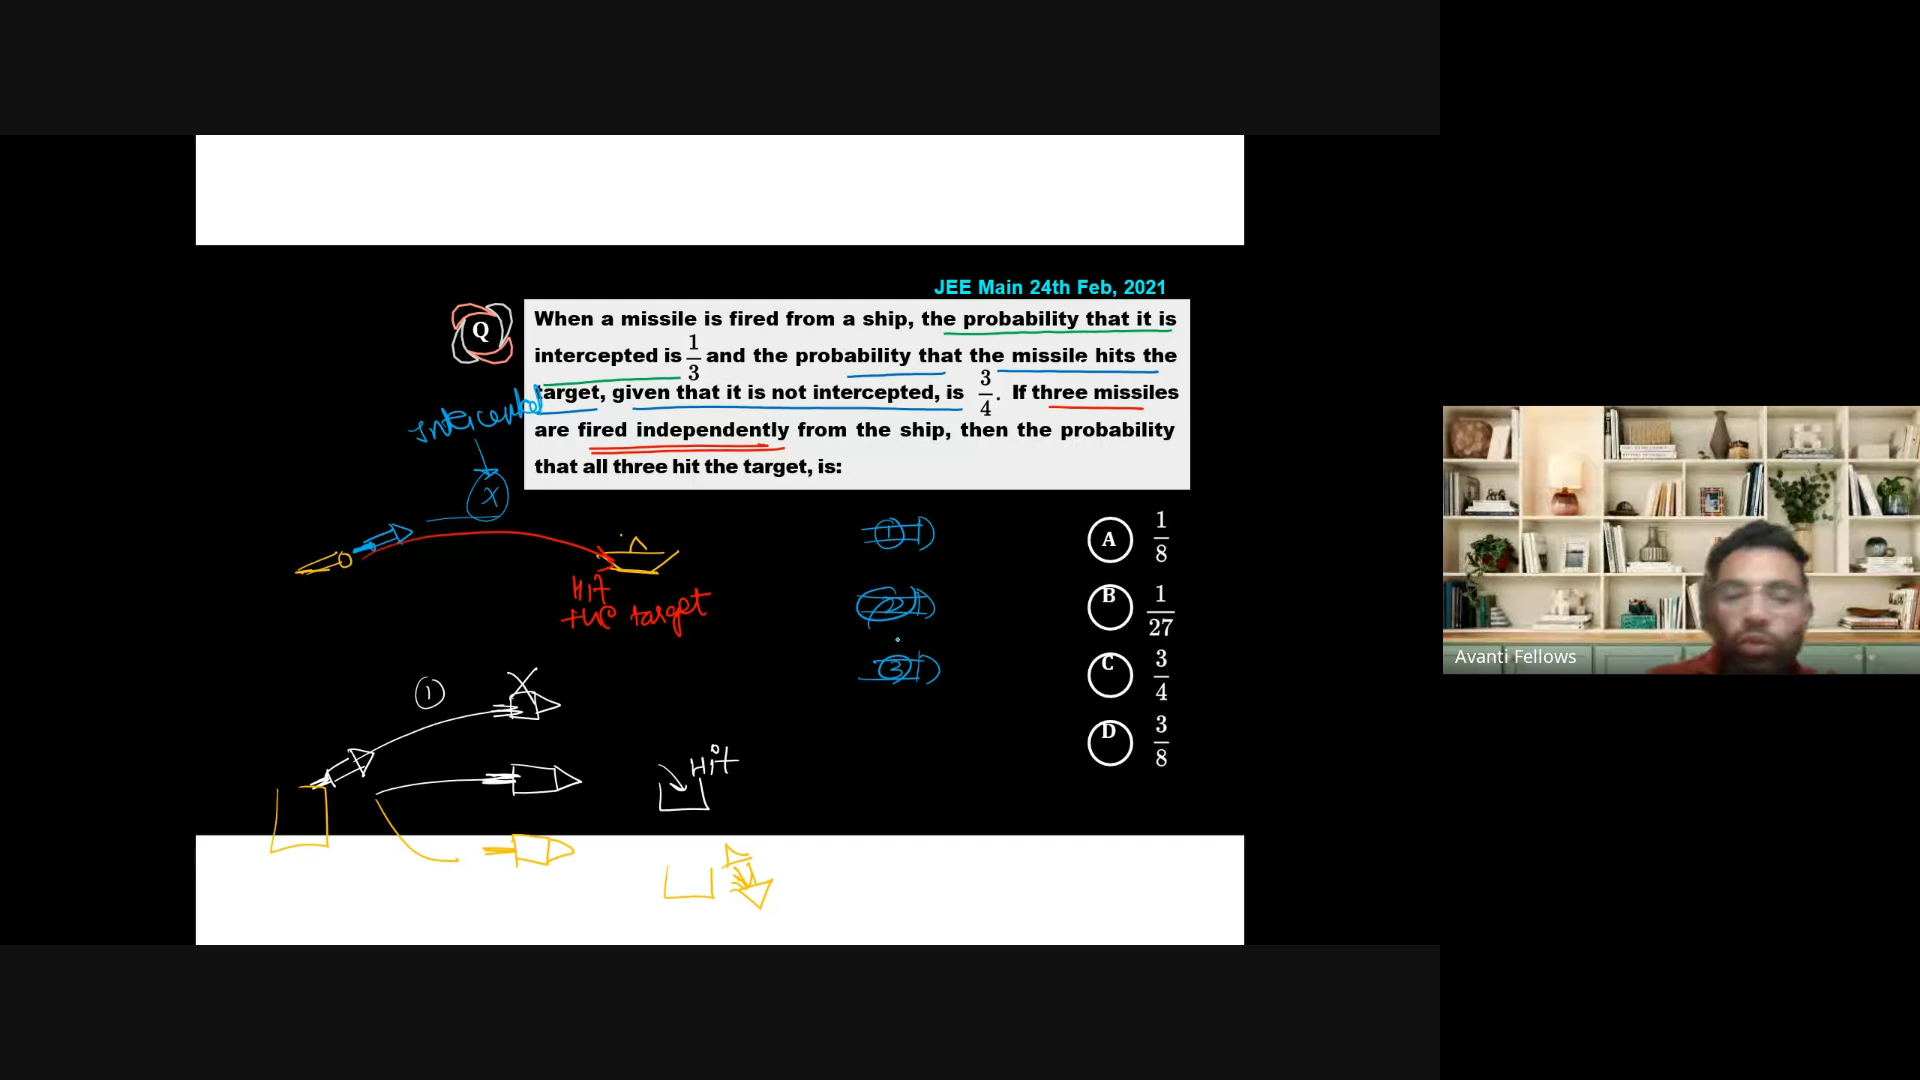 JEE Main 24th Feb, 2021
Q
When a missile is fired from a ship, the probability that it is
intercepted is 1/3 and the probability that the missile hits the
target, given that it is not intercepted, is 3/4. If three missiles
are fired independently from the ship, then the probability
that all three hit the target, is:
A 1/8
B 1/27
C 3/4
D 3/8
X
Hit
the target
1
2
3
1
Hit
Avanti Fellows